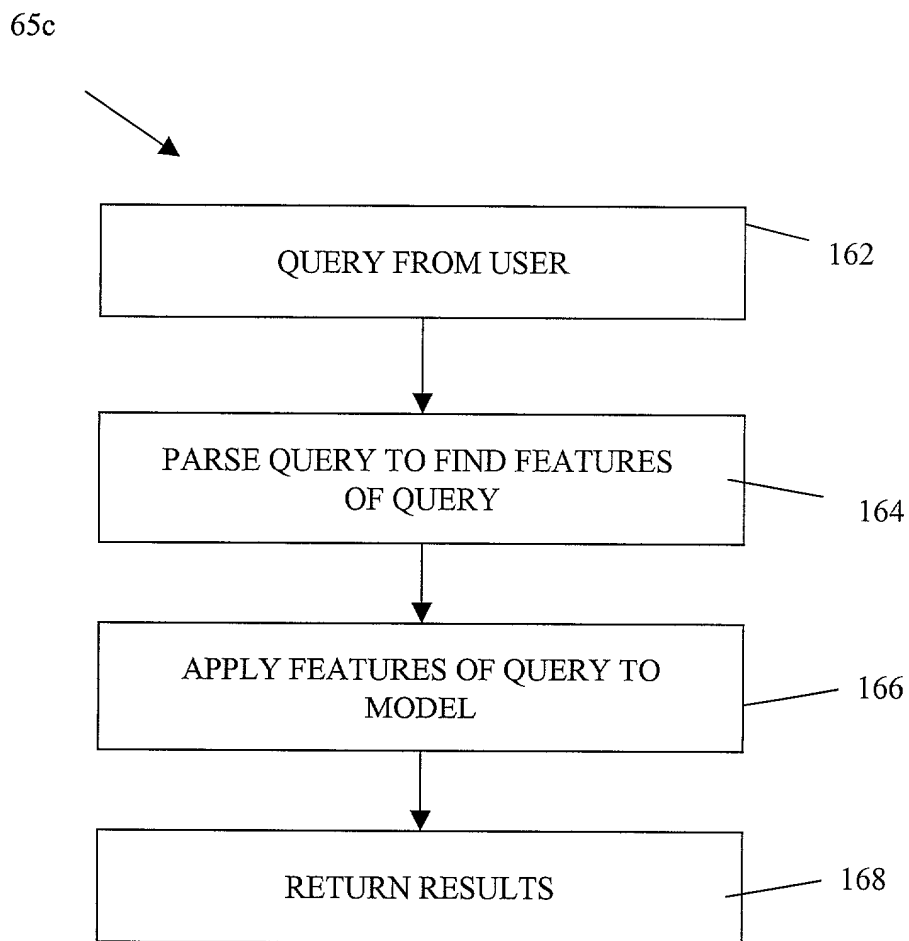 65c
QUERY FROM USER
162
PARSE QUERY TO FIND FEATURES
OF QUERY
164
APPLY FEATURES OF QUERY TO
MODEL
166
RETURN RESULTS
168